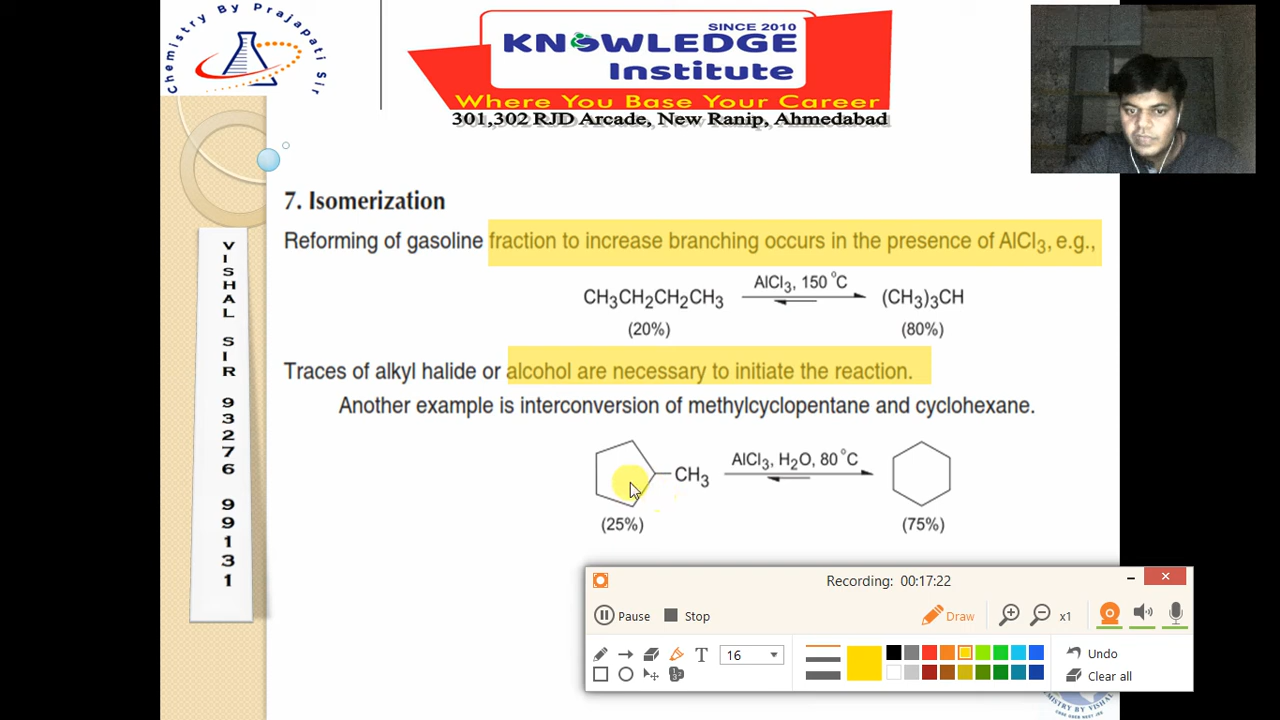 Chemistry By Prajapati Sir
SINCE 2010
KNOWLEDGE
Institute
Where You Base Your Career
301,302 RJD Arcade, New Ranip, Ahmedabad
VISHAL SIR 93276 99131
7. Isomerization
Reforming of gasoline fraction to increase branching occurs in the presence of AlCl₃, e.g.,
AlCl₃, 150 °C
CH₃CH₂CH₂CH₃ (CH₃)₃CH
(20%) (80%)
Traces of alkyl halide or alcohol are necessary to initiate the reaction.
Another example is interconversion of methylcyclopentane and cyclohexane.
AlCl₃, H₂O, 80 °C
CH₃
(25%) (75%)
Recording: 00:17:22
Pause Stop Draw x1
T 16 Undo
Clear all